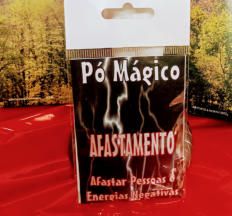 Pó Mágico
AFASTAMENTO
Afastar Pessoas e
Energias Negativas